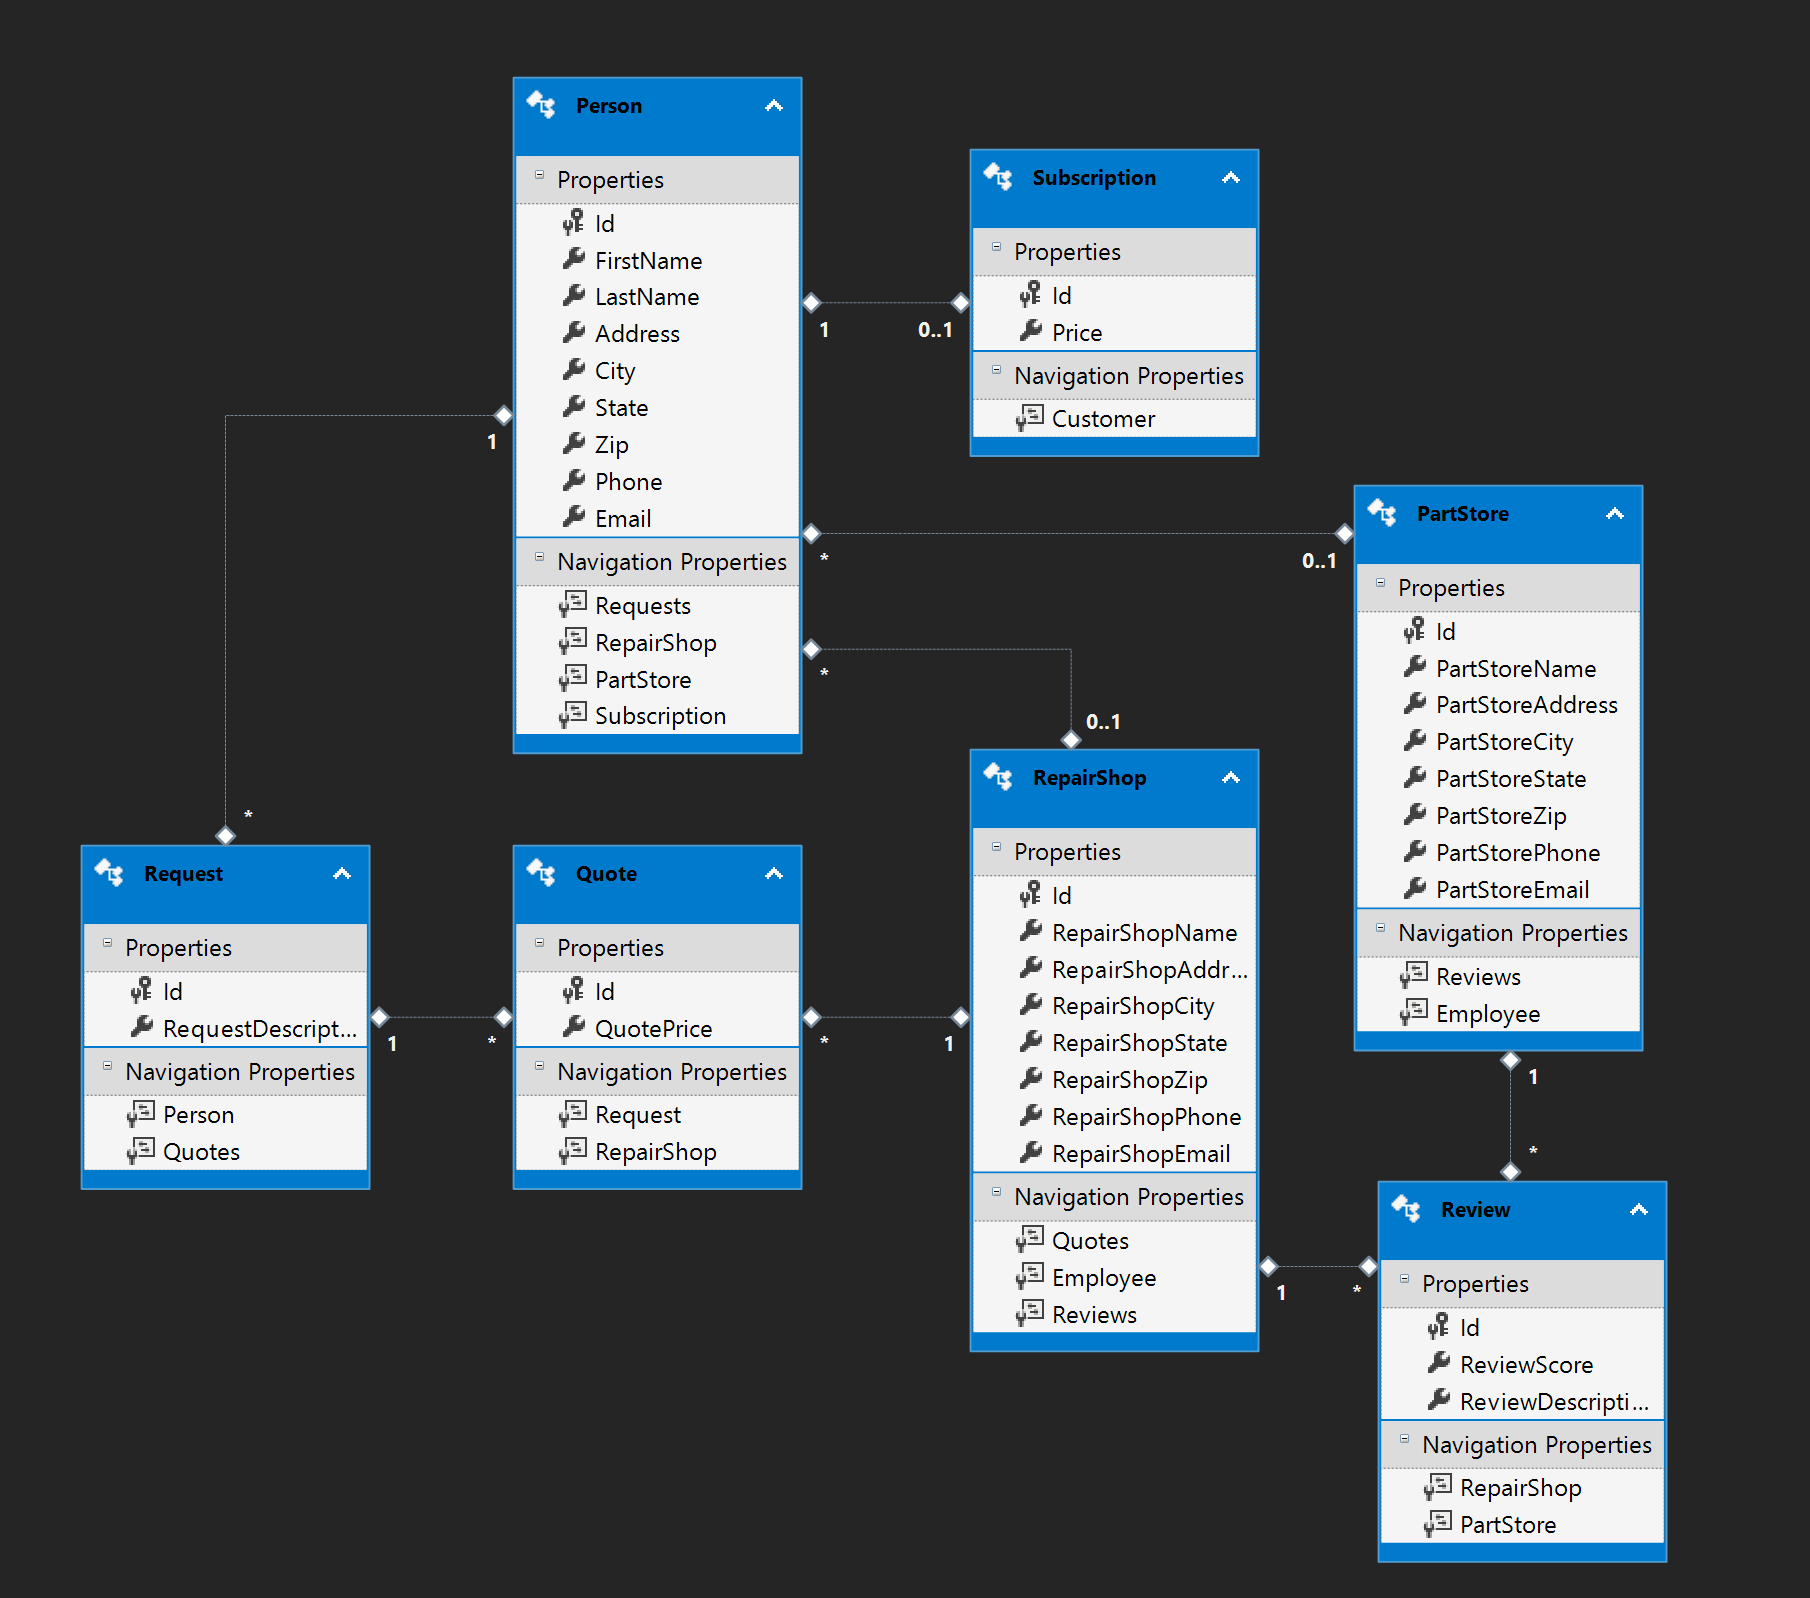 Person
Properties
Id
FirstName
LastName
Address
City
State
Zip
Phone
Email
Navigation Properties
Requests
RepairShop
PartStore
Subscription
Subscription
Properties
Id
Price
Navigation Properties
Customer
1
0..1
1
*
*
0..1
*
0..1
PartStore
Properties
Id
PartStoreName
PartStoreAddress
PartStoreCity
PartStoreState
PartStoreZip
PartStorePhone
PartStoreEmail
Navigation Properties
Reviews
Employee
Request
Properties
Id
RequestDescript...
Navigation Properties
Person
Quotes
1
*
Quote
Properties
Id
QuotePrice
Navigation Properties
Request
RepairShop
*
1
RepairShop
Properties
Id
RepairShopName
RepairShopAddr...
RepairShopCity
RepairShopState
RepairShopZip
RepairShopPhone
RepairShopEmail
Navigation Properties
Quotes
Employee
Reviews
1
*
1
*
Review
Properties
Id
ReviewScore
ReviewDescripti...
Navigation Properties
RepairShop
PartStore